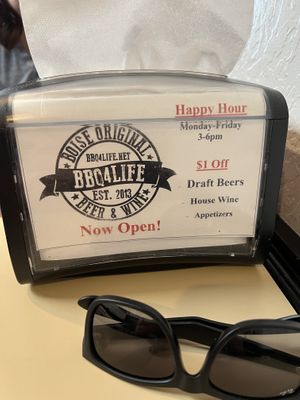 BOISE ORIGINAL
BBQ4LIFE.NET
BBQ4LIFE
EST. 2013
BEER & WINE
Now Open!
Happy Hour
Monday-Friday
3-6pm
$1 Off
Draft Beers
House Wine
Appetizers